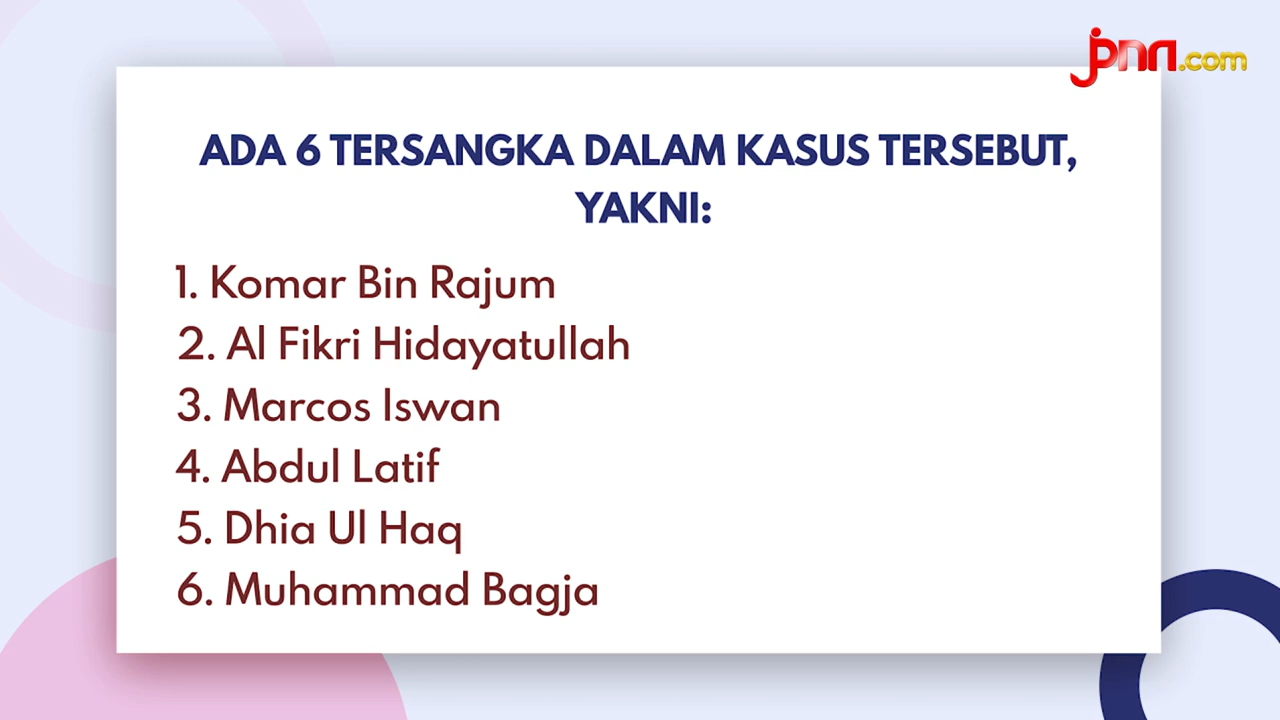 jpnn.com
ADA 6 TERSANGKA DALAM KASUS TERSEBUT,
YAKNI:
1. Komar Bin Rajum
2. Al Fikri Hidayatullah
3. Marcos Iswan
4. Abdul Latif
5. Dhia Ul Haq
6. Muhammad Bagja